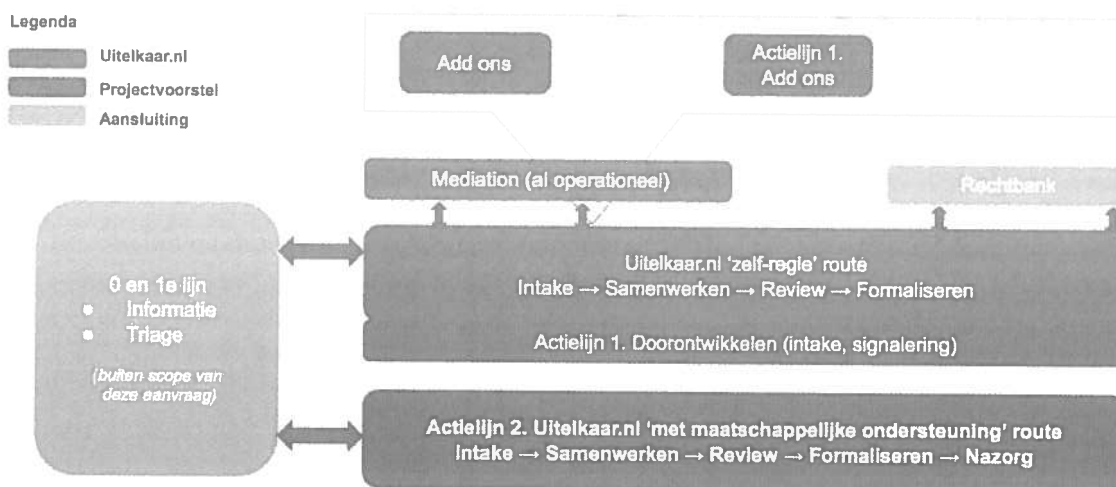 Legenda
Uitelkaar.nl
Projectvoorstel
Aansluiting
Add ons
Actielijn 1.
Add ons
Mediation (al operationeel)
Rechtbank
0 en 1e lijn
• Informatie
• Triage
(buiten scope van
deze aanvraag)
Uitelkaar.nl 'zelf-regie' route
Intake → Samenwerken → Review → Formaliseren
Actielijn 1. Doorontwikkelen (intake, signalering)
Actielijn 2. Uitelkaar.nl 'met maatschappelijke ondersteuning' route
Intake → Samenwerken → Review → Formaliseren → Nazorg